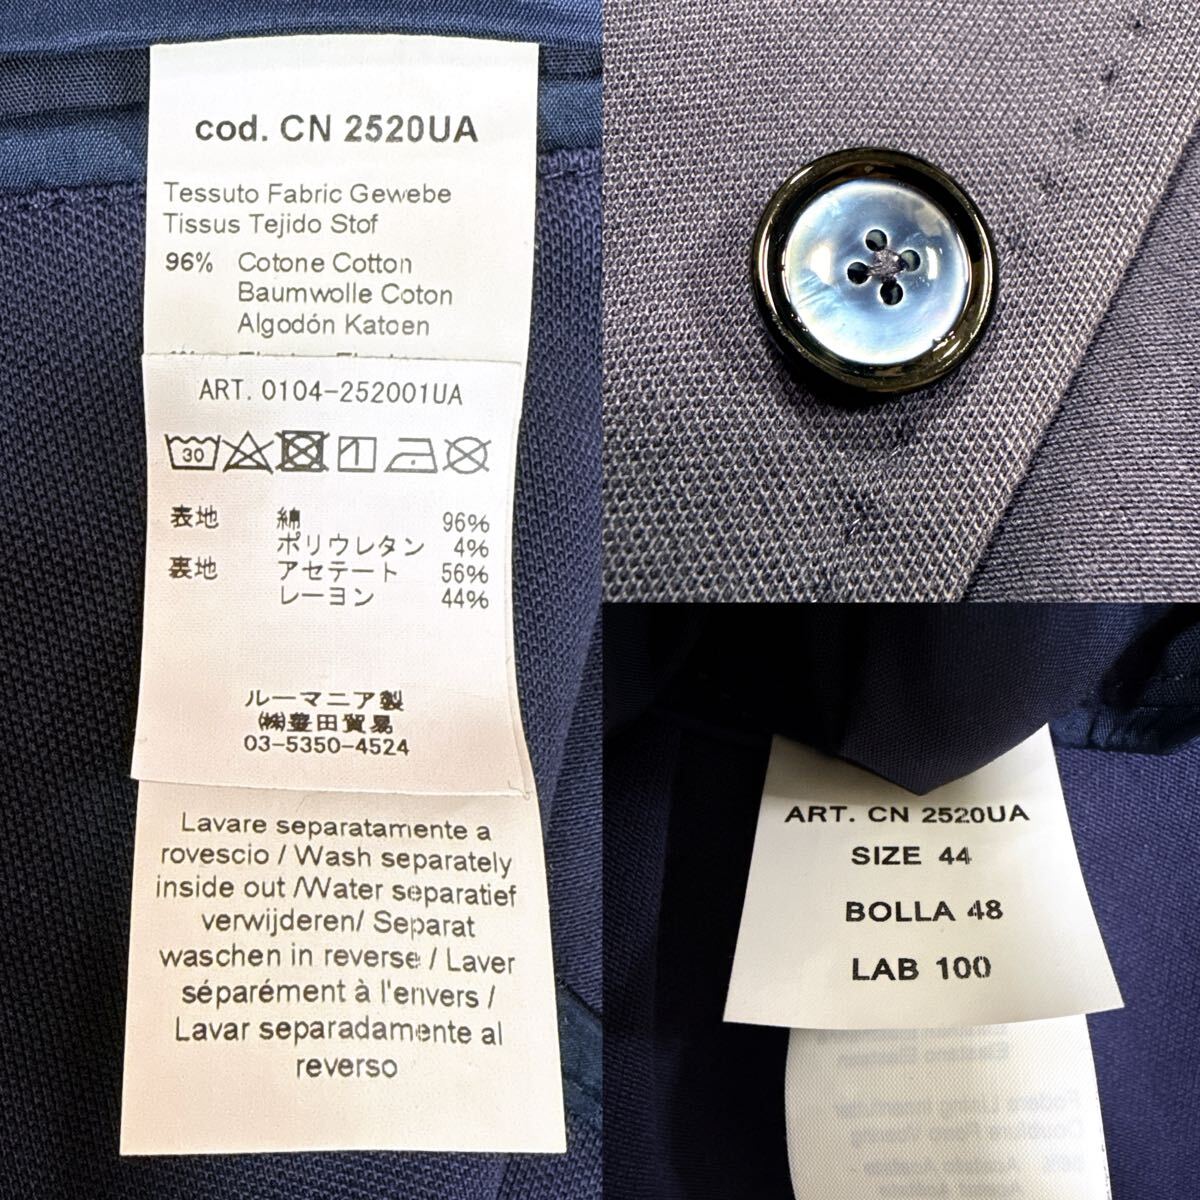 cod. CN 2520UA
Tessuto Fabric Gewebe
Tissus Tejido Stof
96% Cotone Cotton
Baumwolle Coton
Algodón Katoen
ART. 0104-252001UA
30
1
表地 綿 96%
ポリウレタン 4%
裏地 アセテート 56%
レーヨン 44%
ルーマニア製
㈱豊田貿易
03-5350-4524
Lavare separatamente a
rovescio / Wash separately
inside out /Water separatief
verwijderen/ Separat
waschen in reverse / Laver
séparément à l'envers /
Lavar separadamente al
reverso
ART. CN 2520UA
SIZE 44
BOLLA 48
LAB 100